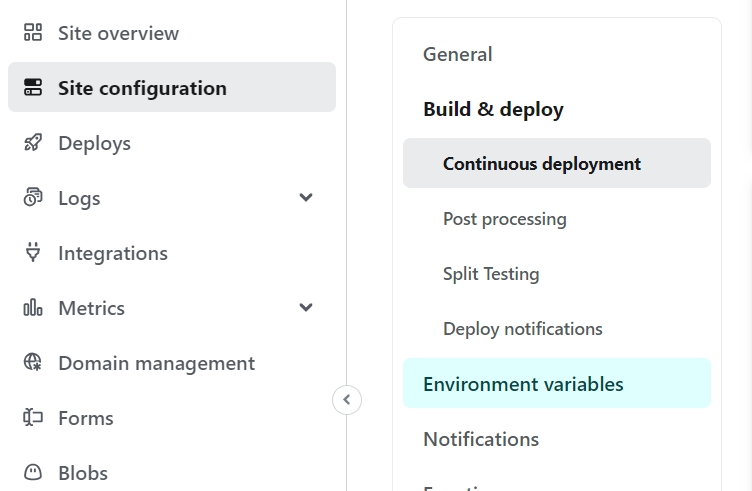 Site overview
Site configuration
Deploys
Logs
Integrations
Metrics
Domain management
Forms
Blobs
General
Build & deploy
Continuous deployment
Post processing
Split Testing
Deploy notifications
Environment variables
Notifications